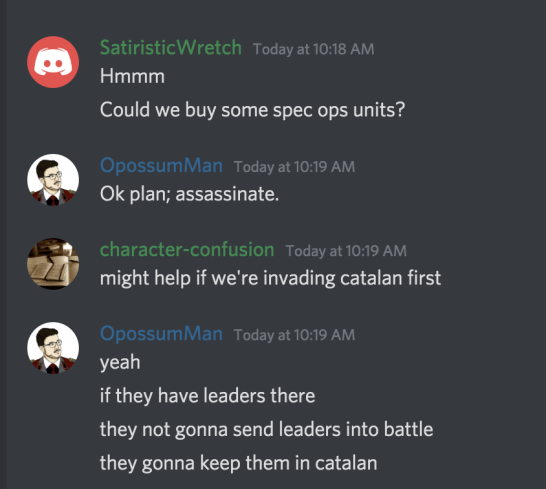 SatiristicWretch Today at 10:18 AM
Hmmm
Could we buy some spec ops units?
OpossumMan Today at 10:19 AM
Ok plan; assassinate.
character-confusion Today at 10:19 AM
might help if we're invading catalan first
OpossumMan Today at 10:19 AM
yeah
if they have leaders there
they not gonna send leaders into battle
they gonna keep them in catalan